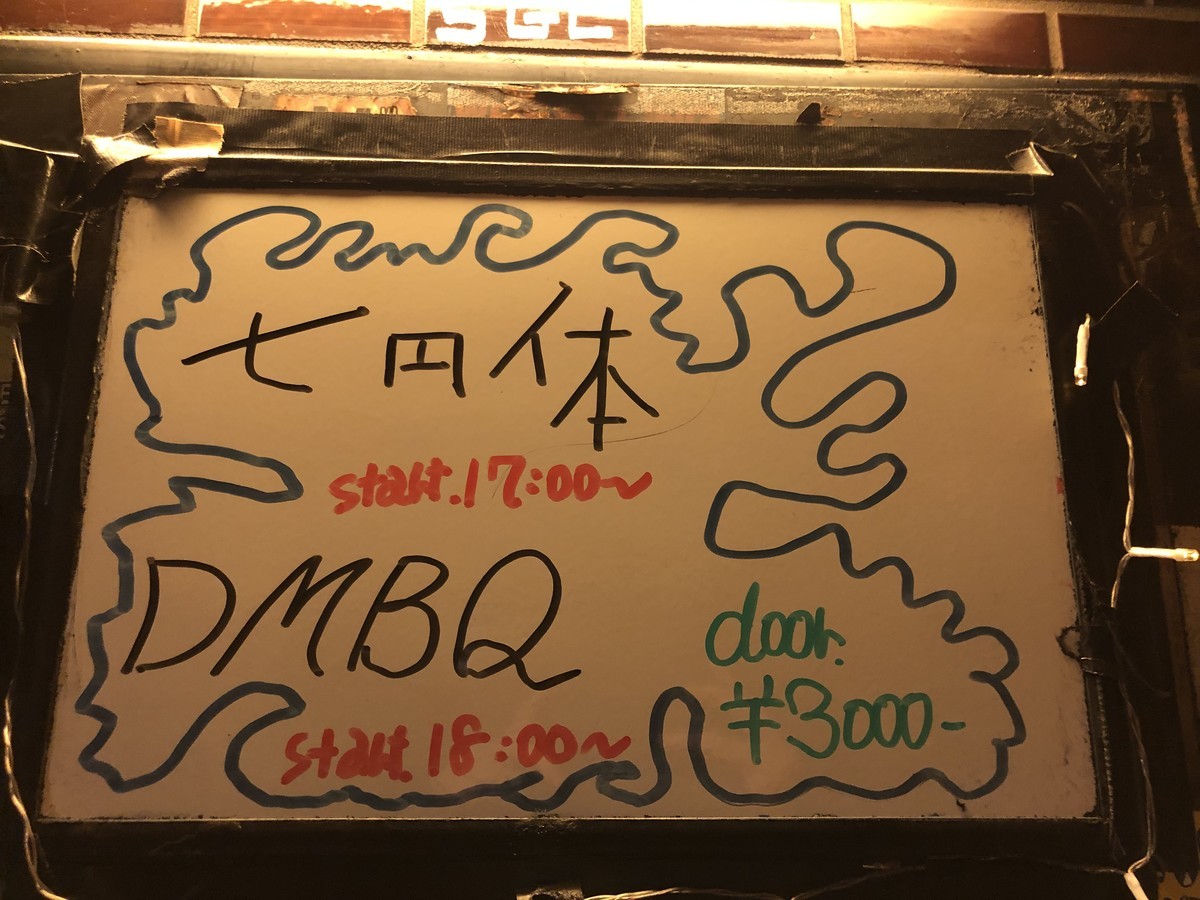 七円体
start.17:00～
DMBQ
start.18:00～
door.
¥3000-